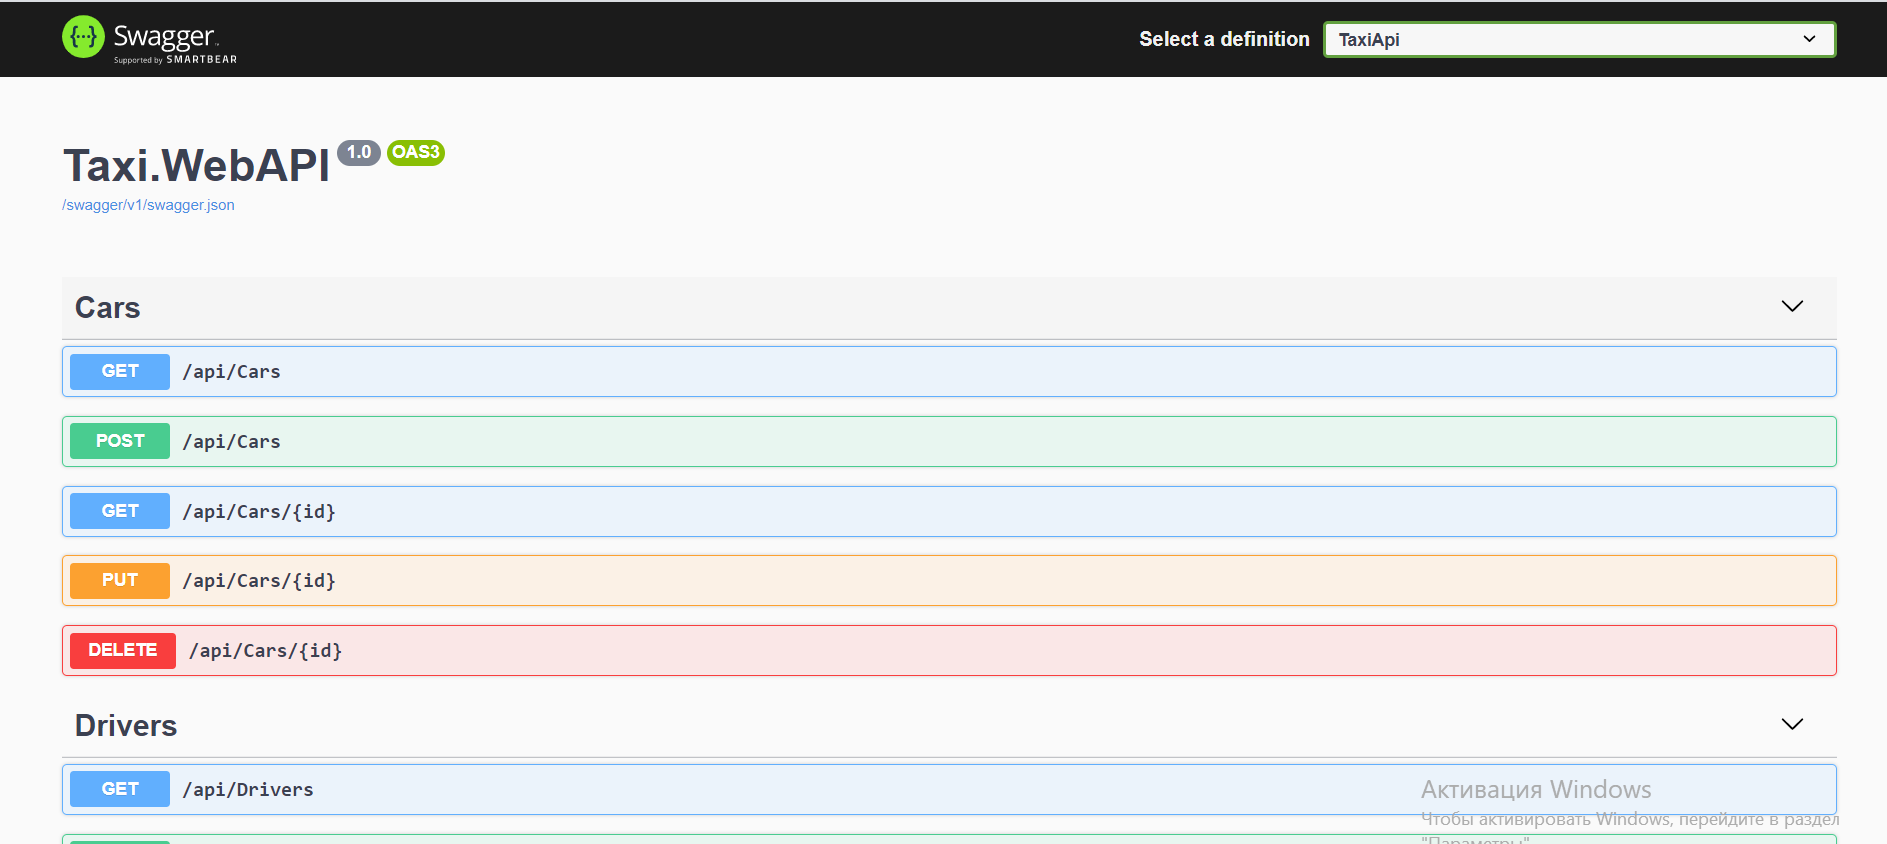 {···} Swagger™
Supported by SMARTBEAR
Select a definition
TaxiApi
Taxi.WebAPI 1.0 OAS3
/swagger/v1/swagger.json
Cars
GET /api/Cars
POST /api/Cars
GET /api/Cars/{id}
PUT /api/Cars/{id}
DELETE /api/Cars/{id}
Drivers
GET /api/Drivers
Активация Windows
Чтобы активировать Windows, перейдите в раздел
"Параметры".